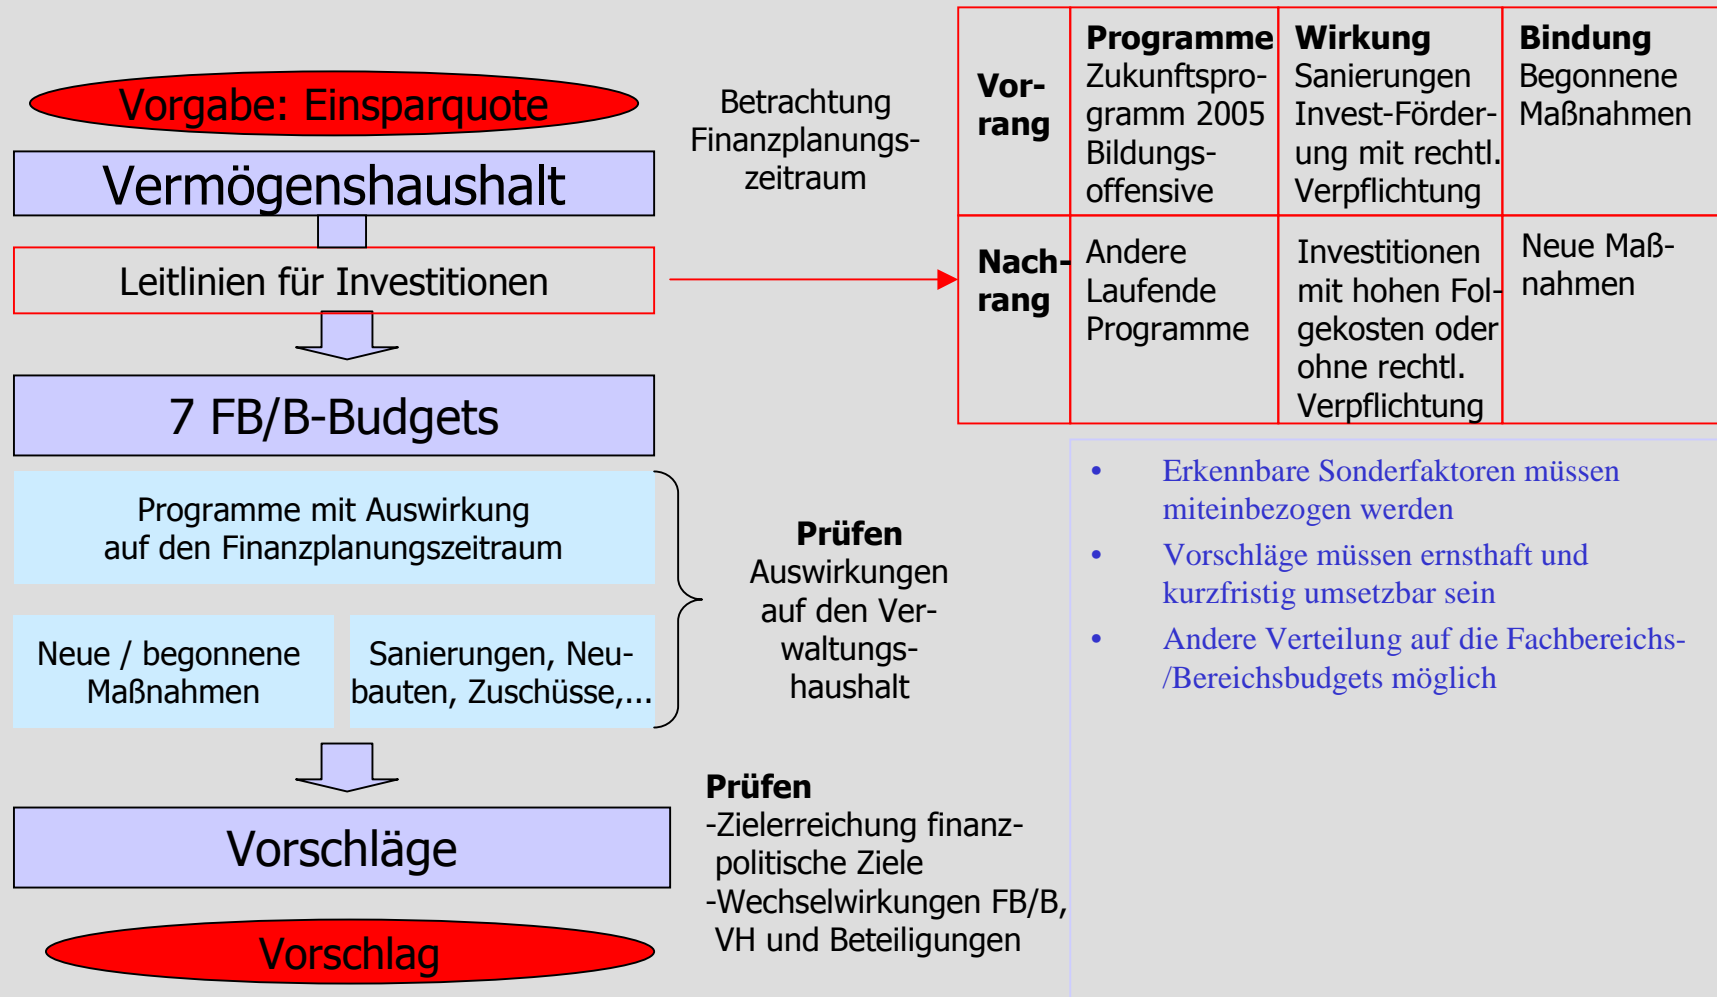 Vorgabe: Einsparquote
Vermögenshaushalt
Leitlinien für Investitionen
7 FB/B-Budgets
Programme mit Auswirkung
auf den Finanzplanungszeitraum
Neue / begonnene
Maßnahmen
Sanierungen, Neu-
bauten, Zuschüsse,...
Vorschläge
Vorschlag
Betrachtung
Finanzplanungs-
zeitraum
Prüfen
Auswirkungen
auf den Ver-
waltungs-
haushalt
Prüfen
-Zielerreichung finanz-
politische Ziele
-Wechselwirkungen FB/B,
VH und Beteiligungen
Vor-
rang
Programme
Zukunftspro-
gramm 2005
Bildungs-
offensive
Wirkung
Sanierungen
Invest-Förder-
ung mit rechtl.
Verpflichtung
Bindung
Begonnene
Maßnahmen
Nach-
rang
Andere
Laufende
Programme
Investitionen
mit hohen Fol-
gekosten oder
ohne rechtl.
Verpflichtung
Neue Maß-
nahmen
• Erkennbare Sonderfaktoren müssen
miteinbezogen werden
• Vorschläge müssen ernsthaft und
kurzfristig umsetzbar sein
• Andere Verteilung auf die Fachbereichs-
/Bereichsbudgets möglich